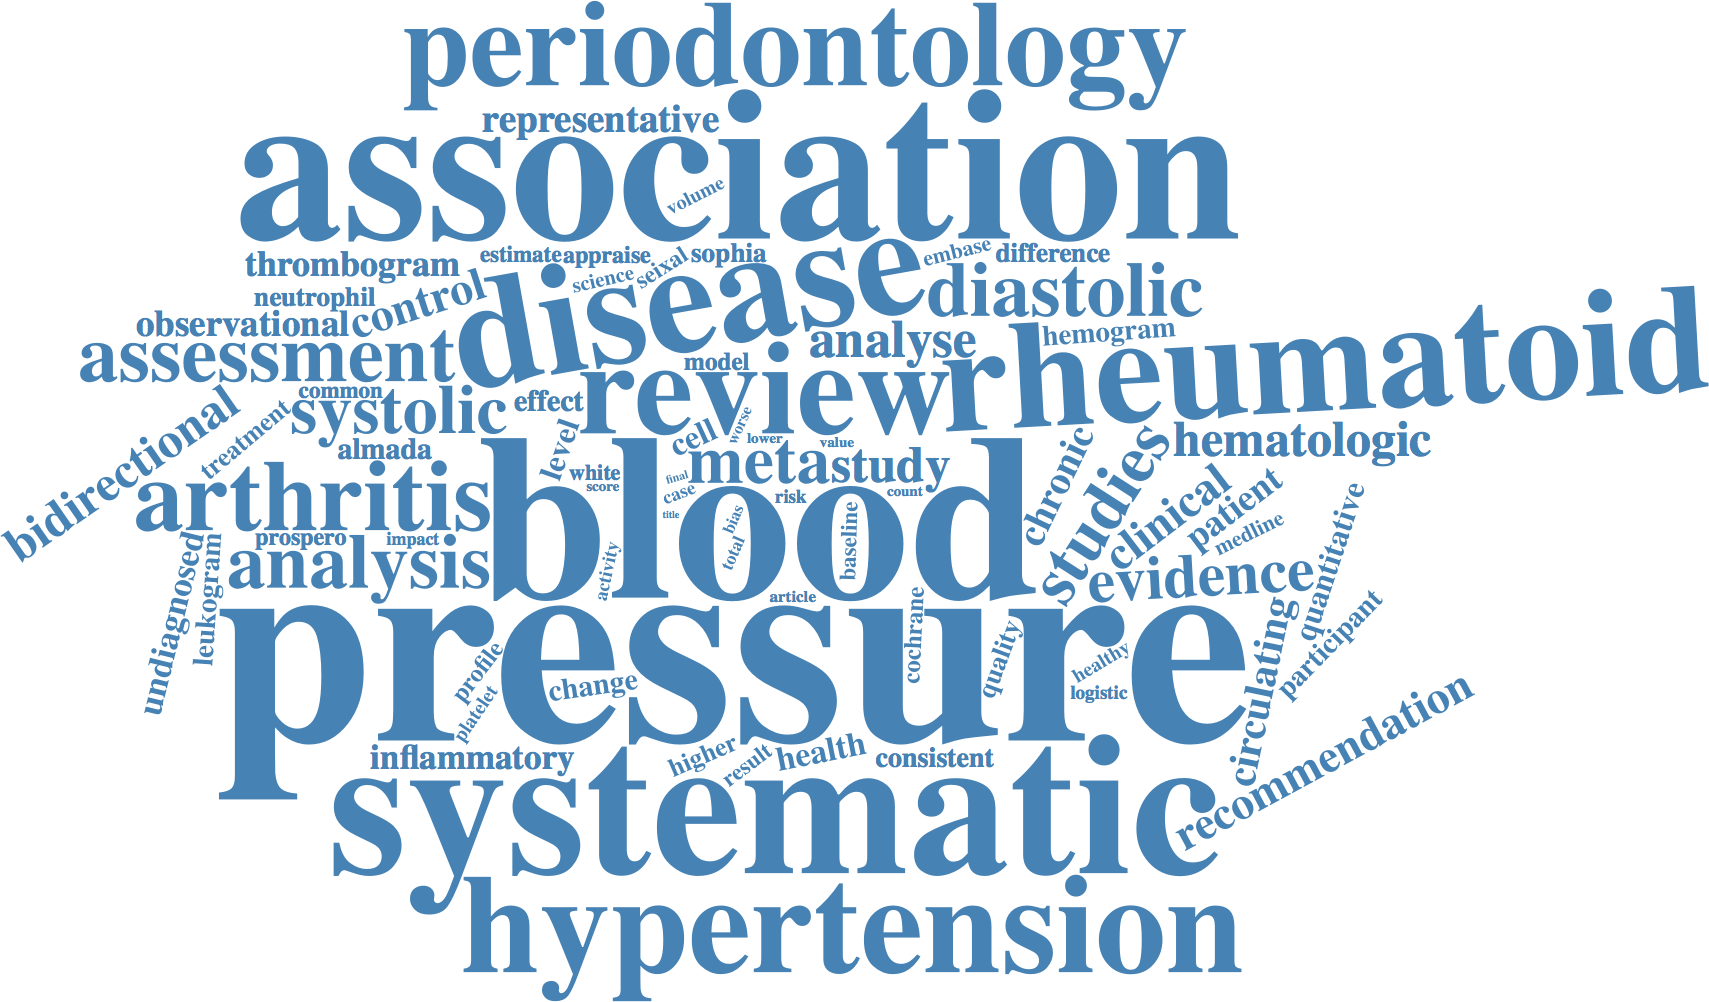 periodontology
representative
association
volume
thrombogram
estimate
appraise
science
seixal
sophia
embase
difference
neutrophil
control
disease
diastolic
observational
assessment
analyse
hemogram
rheumatoid
model
review
common
systolic
effect
bidirectional
treatment
almada
level
cell
worse
lower
value
hematologic
white
score
final
meta
study
case
title
risk
count
chronic
studies
clinical
patient
medline
quantitative
arthritis
blood
bias
total
baseline
prospero
impact
analysis
activity
article
evidence
undiagnosed
leukogram
pressure
cochrane
quality
healthy
logistic
circulating
participant
profile
platelet
change
recommendation
inflammatory
higher
result
health
consistent
systematic
hypertension